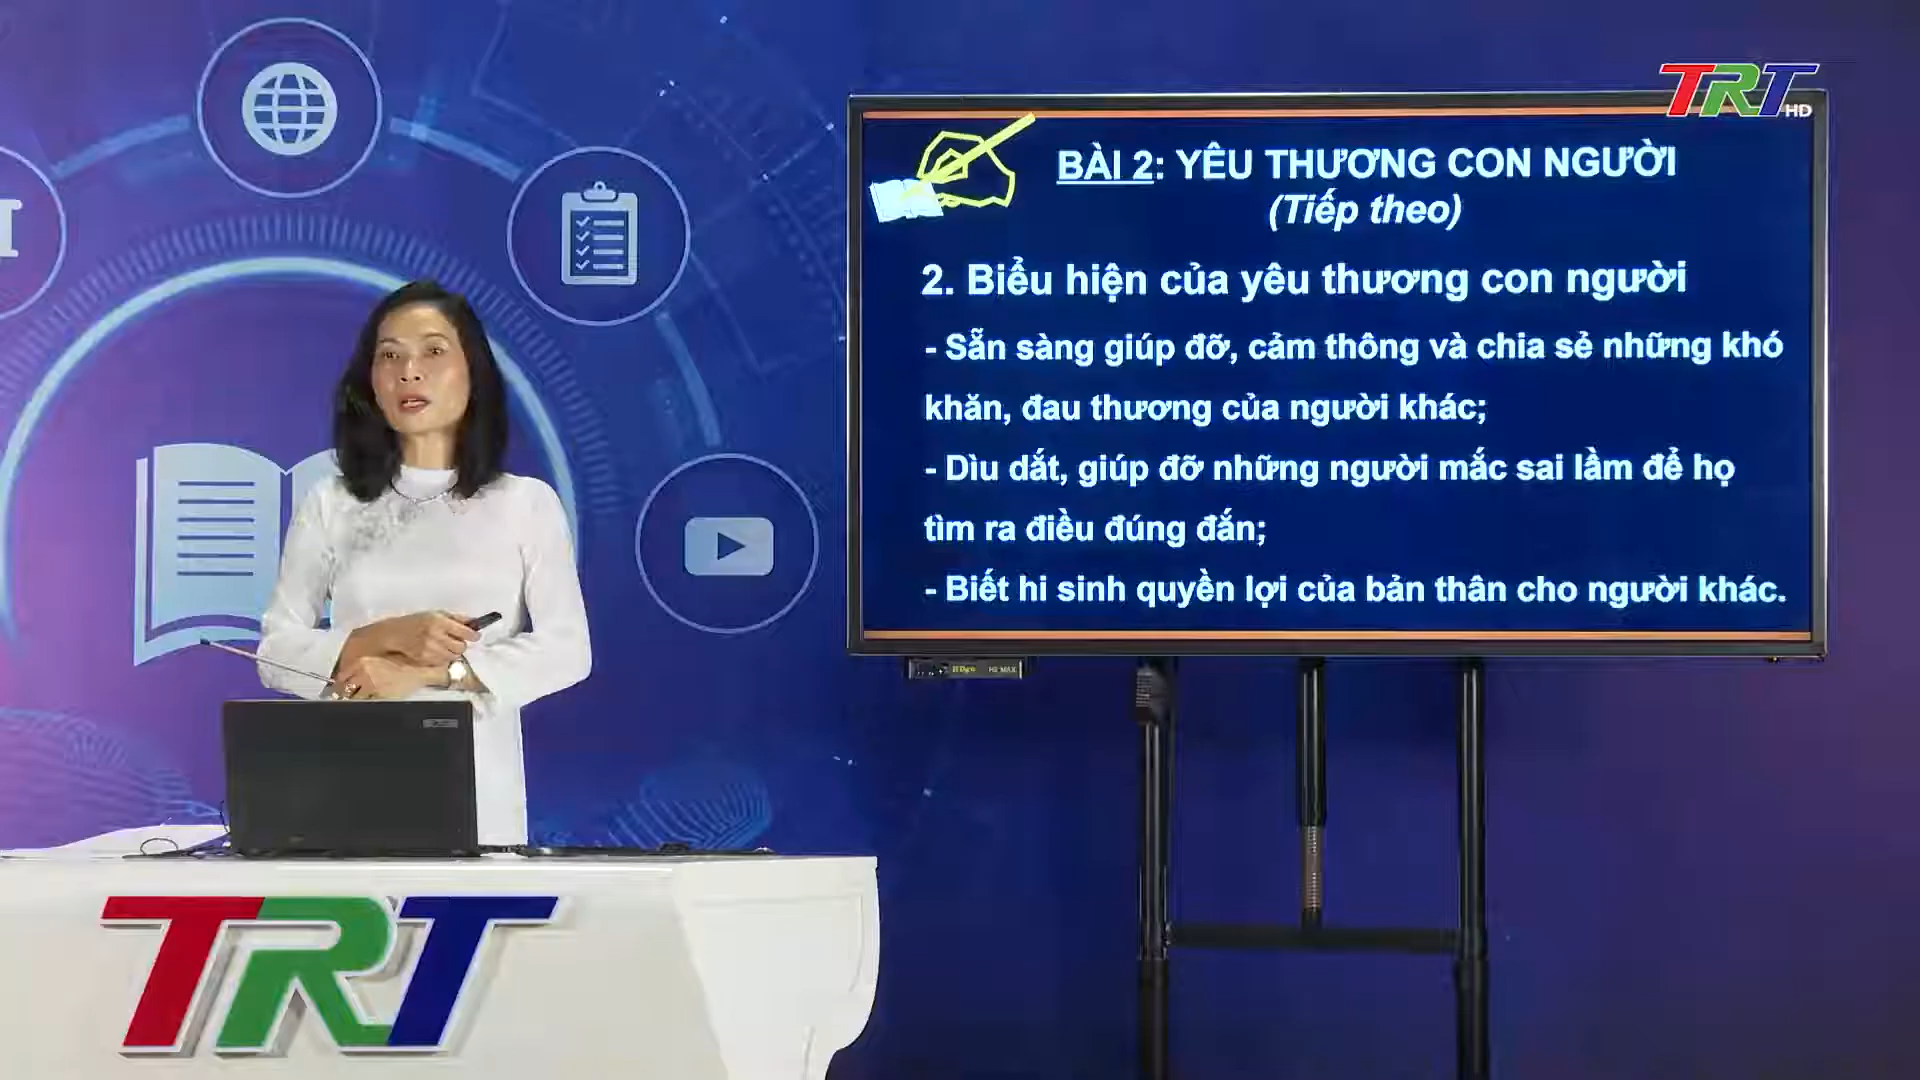 TRT HD
BÀI 2: YÊU THƯƠNG CON NGƯỜI
(Tiếp theo)
2. Biểu hiện của yêu thương con người
- Sẵn sàng giúp đỡ, cảm thông và chia sẻ những khó
khăn, đau thương của người khác;
- Dìu dắt, giúp đỡ những người mắc sai lầm để họ
tìm ra điều đúng đắn;
- Biết hi sinh quyền lợi của bản thân cho người khác.
TRT